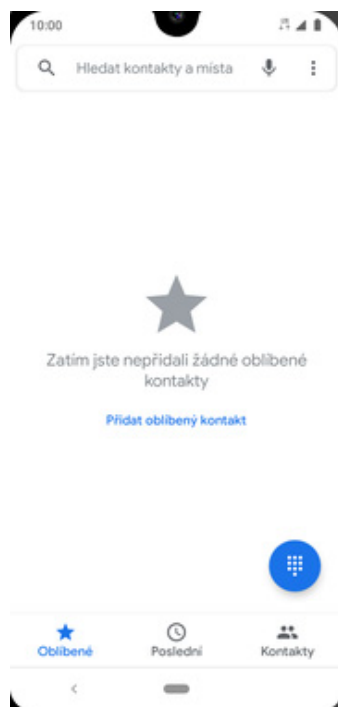 10:00
Hledat kontakty a místa
Zatím jste nepřidali žádné oblíbené
kontakty
Přidat oblíbený kontakt
Oblíbené
Poslední
Kontakty